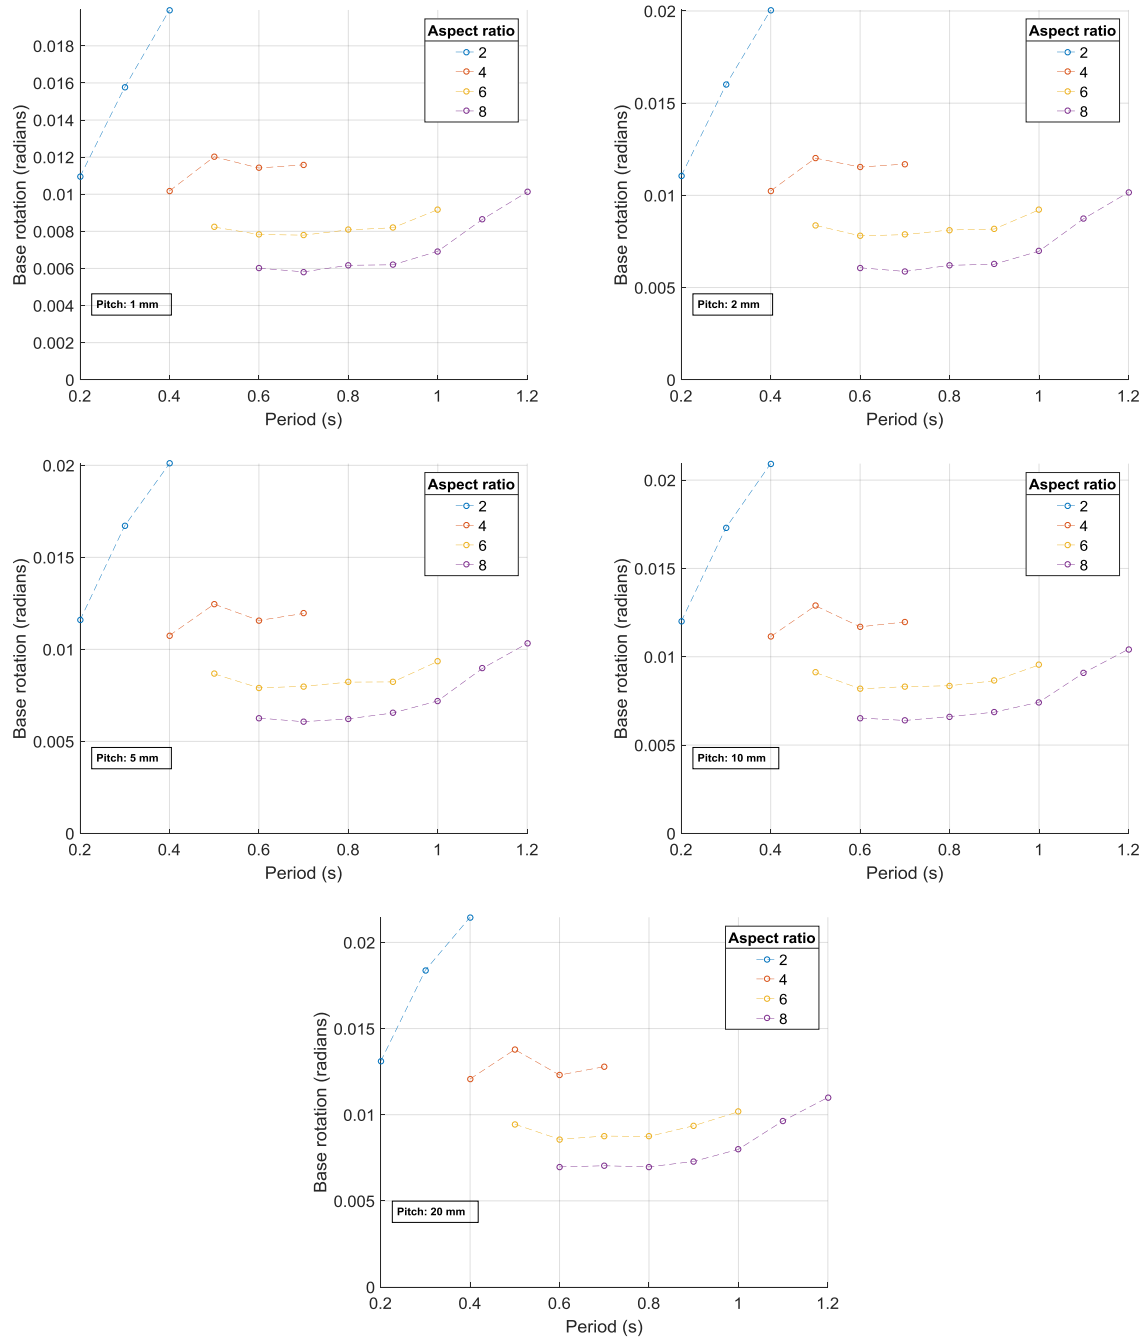 Base rotation (radians)
0.018
0.016
0.014
0.012
0.01
0.008
0.006
0.004
0.002
0
Aspect ratio
2
4
6
8
Pitch: 1 mm
0.2 0.4 0.6 0.8 1 1.2
Period (s)
Base rotation (radians)
0.02
0.015
0.01
0.005
0
Aspect ratio
2
4
6
8
Pitch: 2 mm
0.2 0.4 0.6 0.8 1 1.2
Period (s)
Base rotation (radians)
0.02
0.015
0.01
0.005
0
Aspect ratio
2
4
6
8
Pitch: 5 mm
0.2 0.4 0.6 0.8 1 1.2
Period (s)
Base rotation (radians)
0.02
0.015
0.01
0.005
0
Aspect ratio
2
4
6
8
Pitch: 10 mm
0.2 0.4 0.6 0.8 1 1.2
Period (s)
Base rotation (radians)
0.02
0.015
0.01
0.005
0
Aspect ratio
2
4
6
8
Pitch: 20 mm
0.2 0.4 0.6 0.8 1 1.2
Period (s)